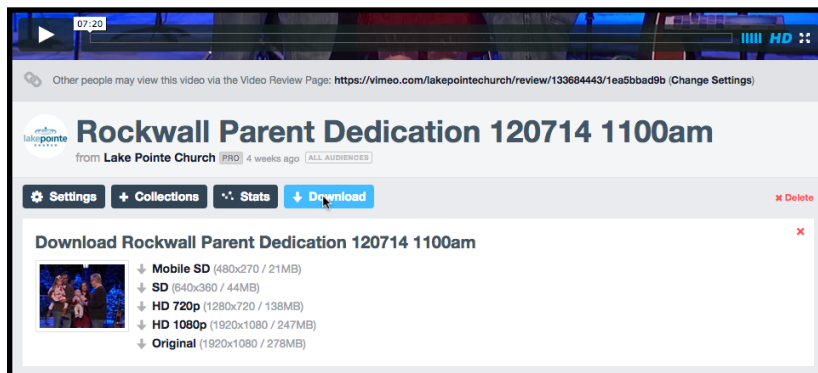 07:20
HD
Other people may view this video via the Video Review Page: https://vimeo.com/lakepointechurch/review/133684443/1ea5bbad9b (Change Settings)
lakepointe
CHURCH
Rockwall Parent Dedication 120714 1100am
from Lake Pointe Church PRO 4 weeks ago ALL AUDIENCES
Settings + Collections Stats Download × Delete
Download Rockwall Parent Dedication 120714 1100am
Mobile SD (480x270 / 21MB)
SD (640x360 / 44MB)
HD 720p (1280x720 / 138MB)
HD 1080p (1920x1080 / 247MB)
Original (1920x1080 / 278MB)